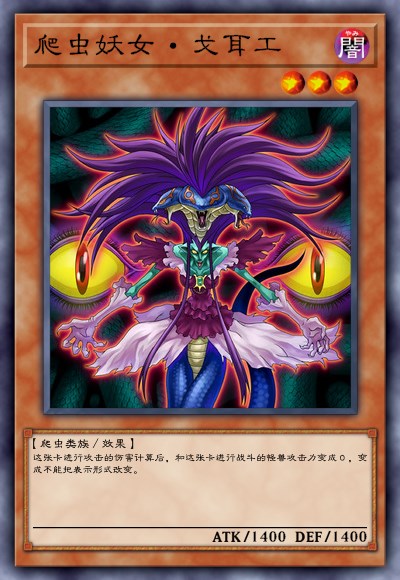 爬虫妖女・戈耳工
やみ
闇
【爬虫类族／效果】
这张卡进行攻击的伤害计算后，和这张卡进行战斗的怪兽攻击力变成０，变
成不能把表示形式改变。
ATK/1400 DEF/1400